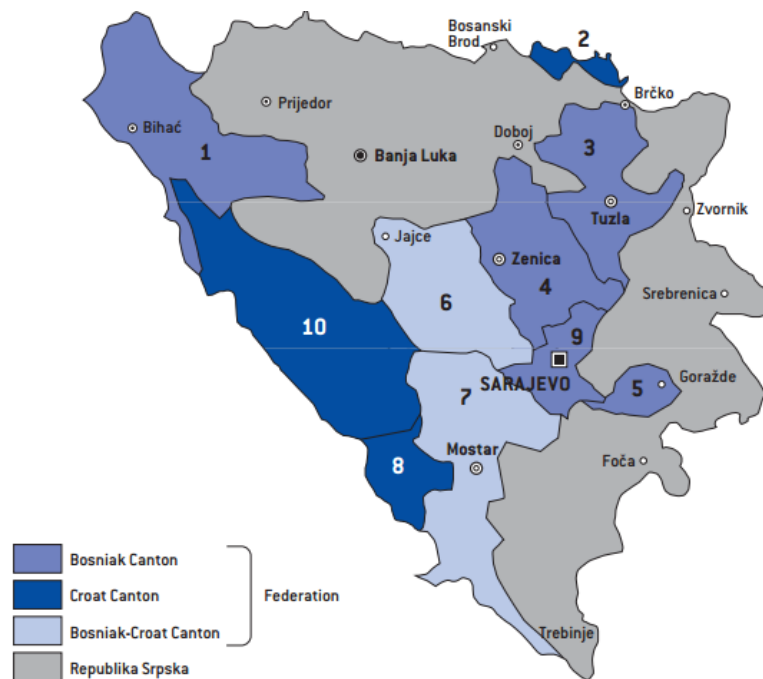 Bosanski
Brod
2
Brčko
Prijedor
Bihać
Doboj
1
Banja Luka
3
Tuzla
Zvornik
Jajce
Zenica
4
Srebrenica
6
10
9
SARAJEVO
5
Goražde
7
Mostar
8
Foča
Trebinje
Bosniak Canton
Croat Canton
Federation
Bosniak-Croat Canton
Republika Srpska